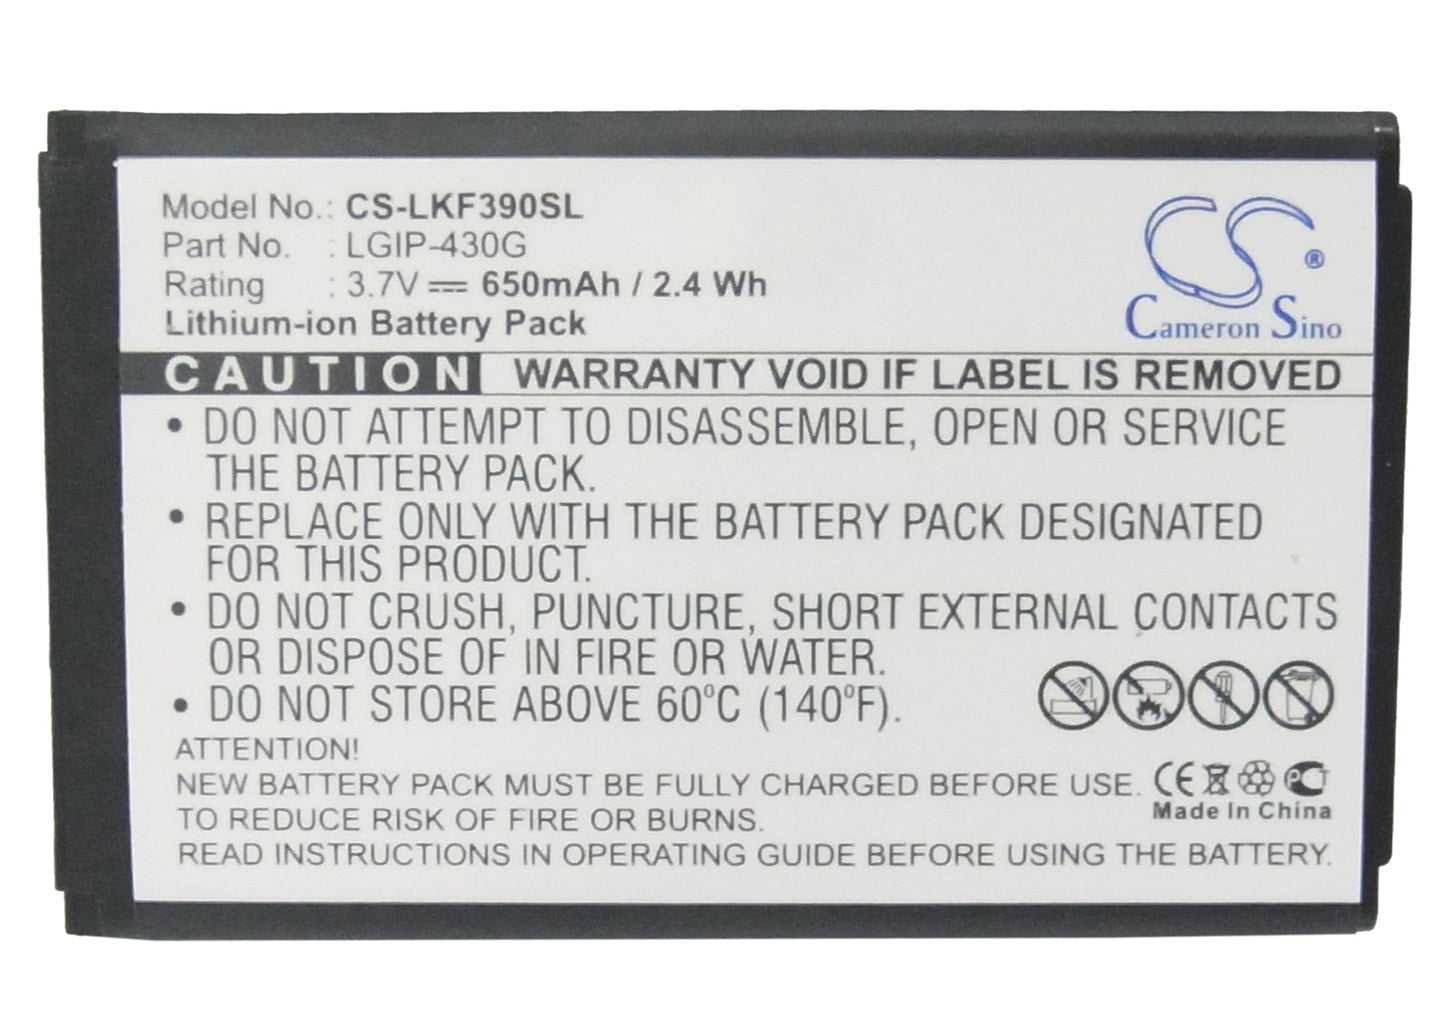 Model No.: CS-LKF390SL
Part No. : LGIP-430G
Rating : 3.7V 650mAh / 2.4 Wh
Lithium-ion Battery Pack
CS ®
Cameron Sino
CAUTION WARRANTY VOID IF LABEL IS REMOVED
• DO NOT ATTEMPT TO DISASSEMBLE, OPEN OR SERVICE
THE BATTERY PACK.
• REPLACE ONLY WITH THE BATTERY PACK DESIGNATED
FOR THIS PRODUCT.
• DO NOT CRUSH, PUNCTURE, SHORT EXTERNAL CONTACTS
OR DISPOSE OF IN FIRE OR WATER.
• DO NOT STORE ABOVE 60°C (140°F).
ATTENTION!
NEW BATTERY PACK MUST BE FULLY CHARGED BEFORE USE.
TO REDUCE RISK OF FIRE OR BURNS.
READ INSTRUCTIONS IN OPERATING GUIDE BEFORE USING THE BATTERY.
CE PCT
Made In China